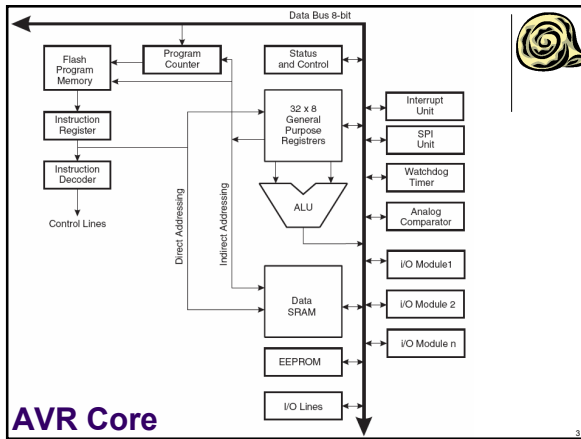 Data Bus 8-bit
Flash
Program
Memory
Program
Counter
Status
and Control
Instruction
Register
32 x 8
General
Purpose
Registrers
Interrupt
Unit
SPI
Unit
Instruction
Decoder
Watchdog
Timer
Control Lines
Direct Addressing
Indirect Addressing
ALU
Analog
Comparator
i/O Module1
Data
SRAM
i/O Module 2
i/O Module n
EEPROM
I/O Lines
AVR Core
3